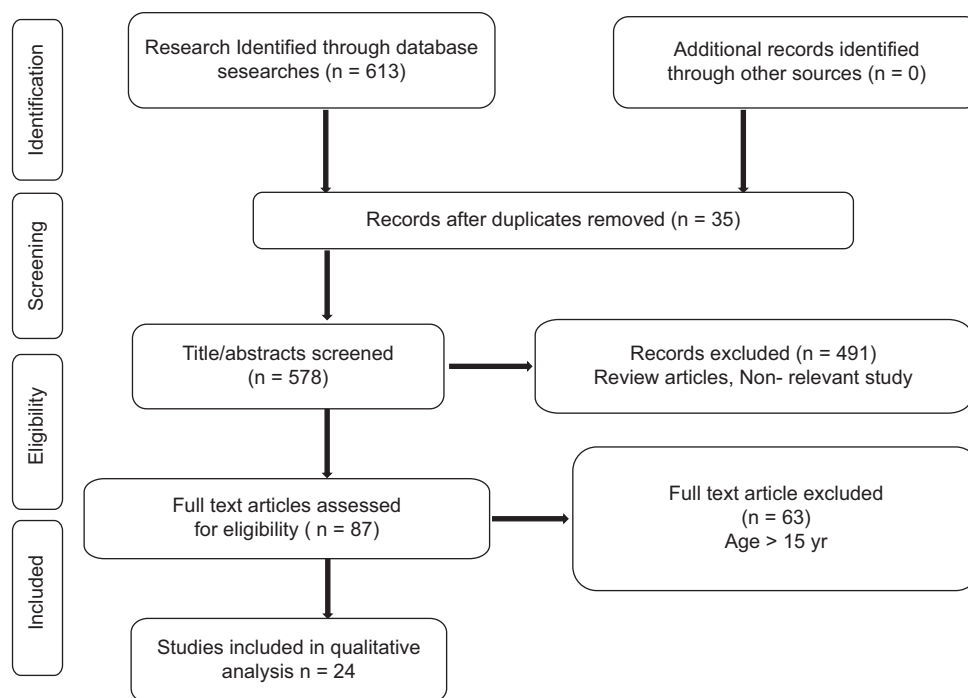 Identification
Research Identified through database
sesearches (n = 613)
Additional records identified
through other sources (n = 0)
Screening
Records after duplicates removed (n = 35)
Title/abstracts screened
(n = 578)
Records excluded (n = 491)
Review articles, Non- relevant study
Eligibility
Full text articles assessed
for eligibility ( n = 87)
Full text article excluded
(n = 63)
Age > 15 yr
Included
Studies included in qualitative
analysis n = 24